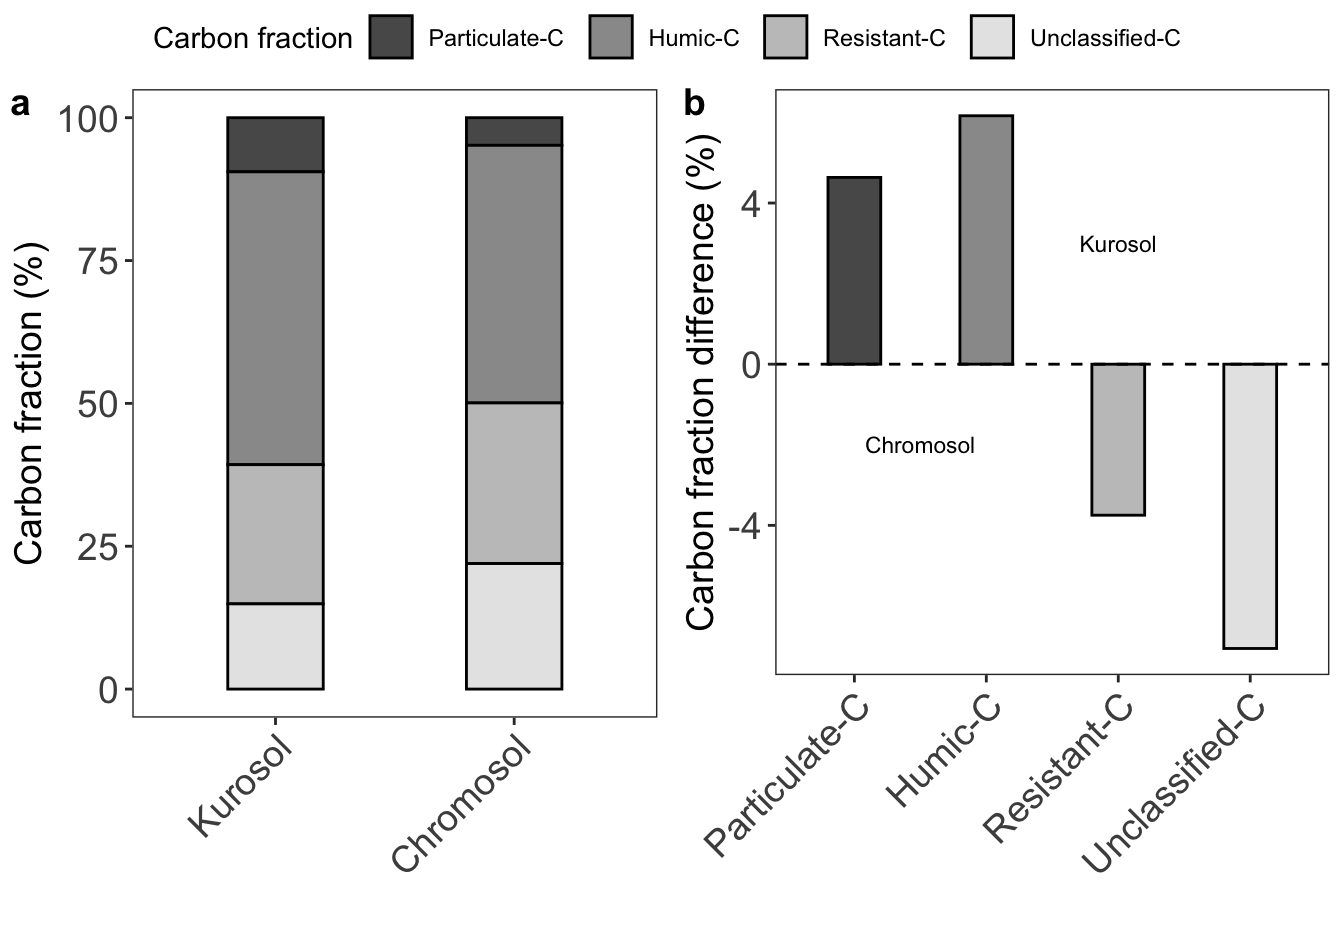 Carbon fraction Particulate-C Humic-C Resistant-C Unclassified-C
a
Carbon fraction (%)
100
75
50
25
0
Kurosol
Chromosol
b
Carbon fraction difference (%)
4
0
-4
Kurosol
Chromosol
Particulate-C
Humic-C
Resistant-C
Unclassified-C